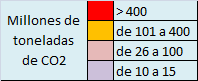 Millones de
toneladas
de CO2
> 400
de 101 a 400
de 26 a 100
de 10 a 15